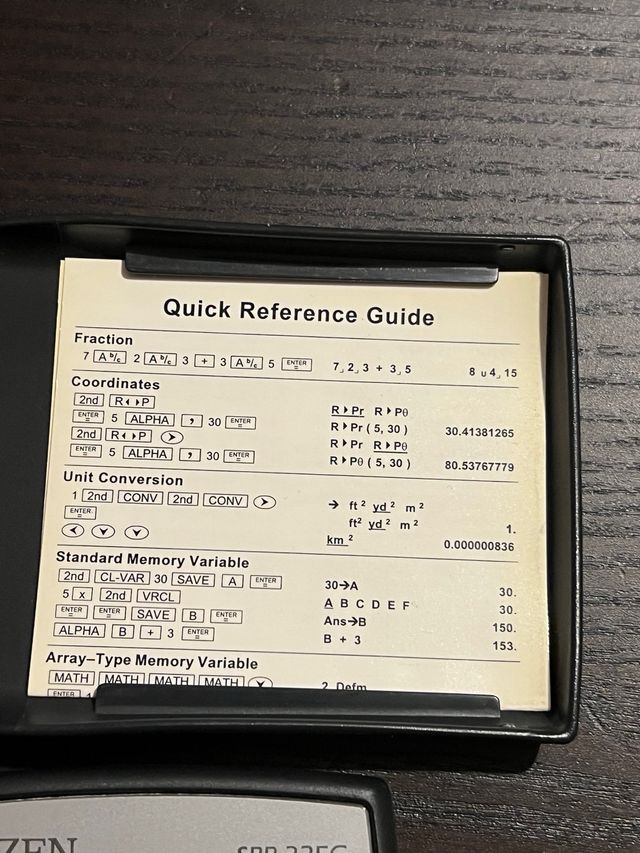 Quick Reference Guide
Fraction
7 A b/c 2 A b/c 3 + 3 A b/c 5 ENTER = 7⌟2⌟3 + 3⌟5 8 ⊔ 4⌟15
Coordinates
2nd R◀▶P R▶Pr R▶Pθ
ENTER = 5 ALPHA , 30 ENTER = R▶Pr ( 5, 30 ) 30.41381265
2nd R◀▶P > R▶Pr R▶Pθ
ENTER = 5 ALPHA , 30 ENTER = R▶Pθ ( 5, 30 ) 80.53767779
Unit Conversion
1 2nd CONV 2nd CONV > → ft² yd² m²
ENTER = ft² yd² m² 1.
< ∨ ∨ km² 0.000000836
Standard Memory Variable
2nd CL-VAR 30 SAVE A ENTER = 30→A 30.
5 x 2nd VRCL A B C D E F 30.
ENTER = ENTER = SAVE B ENTER = Ans→B 150.
ALPHA B + 3 ENTER = B + 3 153.
Array–Type Memory Variable
MATH MATH MATH MATH ∨ 2 Defm
ENTER